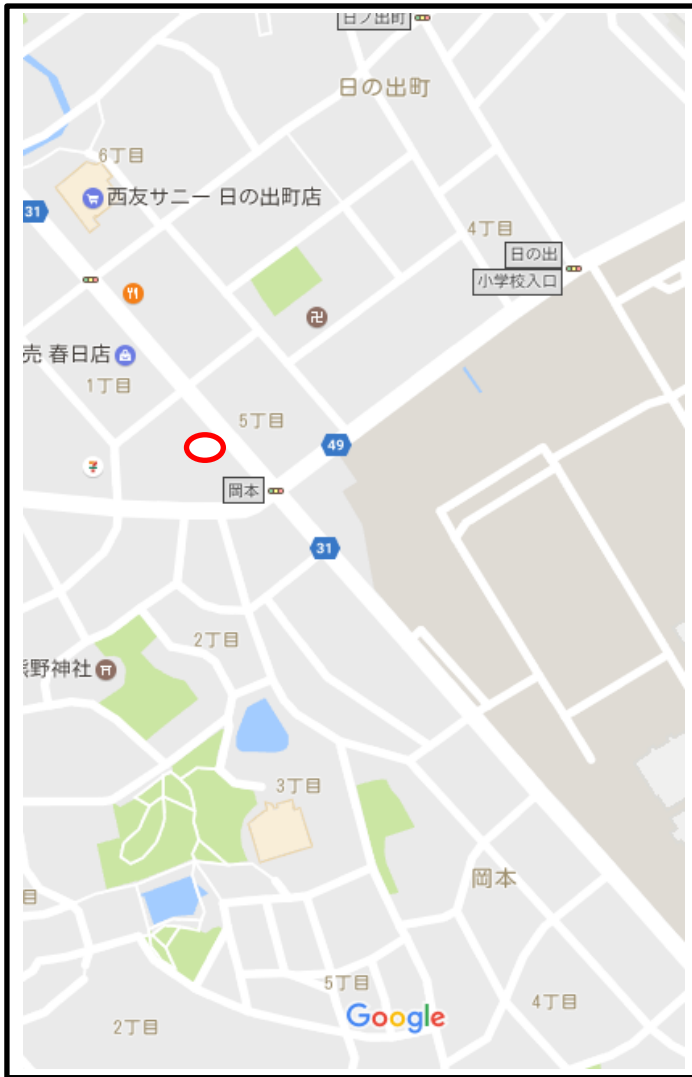 日ノ出町
日の出町
6丁目
西友サニー 日の出町店
31
4丁目
日の出
小学校入口
売 春日店
1丁目
5丁目
49
岡本
31
2丁目
熊野神社
3丁目
岡本
目
5丁目
4丁目
Google
2丁目